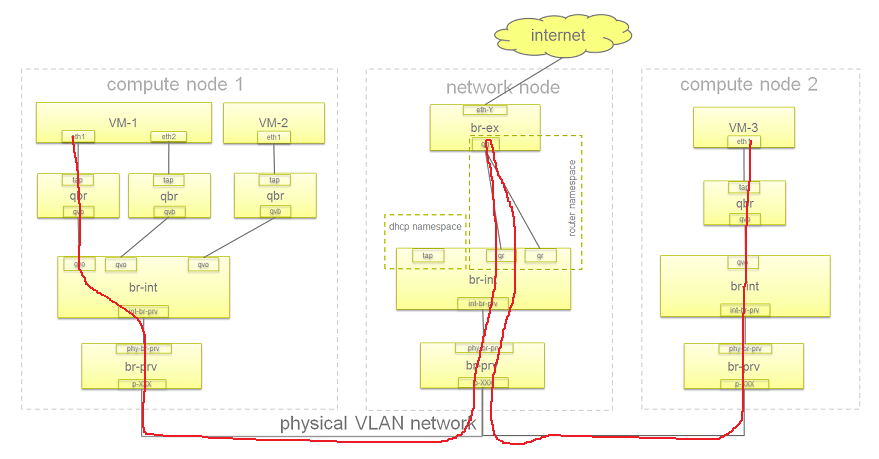 internet
compute node 1
network node
compute node 2
VM-1
eth1
eth2
VM-2
eth1
eth-Y
br-ex
VM-3
tap
qbr
tap
qbr
qvb
tap
qbr
qvb
router namespace
dhcp namespace
tap
qbr
qvo
qvo
qvo
br-int
int-br-prv
tap
qr
qr
br-int
int-br-prv
qvo
br-int
int-br-prv
phy-br-prv
br-prv
p-XXX
phy-br-prv
br-prv
p-XXX
phy-br-prv
br-prv
p-XXX
physical VLAN network